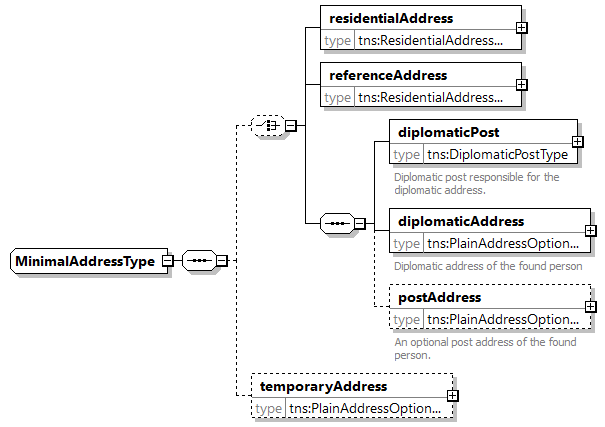 residentialAddress
type tns:ResidentialAddress...
referenceAddress
type tns:ResidentialAddress...
diplomaticPost
type tns:DiplomaticPostType
Diplomatic post responsible for the
diplomatic address.
diplomaticAddress
type tns:PlainAddressOption...
Diplomatic address of the found person
MinimalAddressType
postAddress
type tns:PlainAddressOption...
An optional post address of the found
person.
temporaryAddress
type tns:PlainAddressOption...